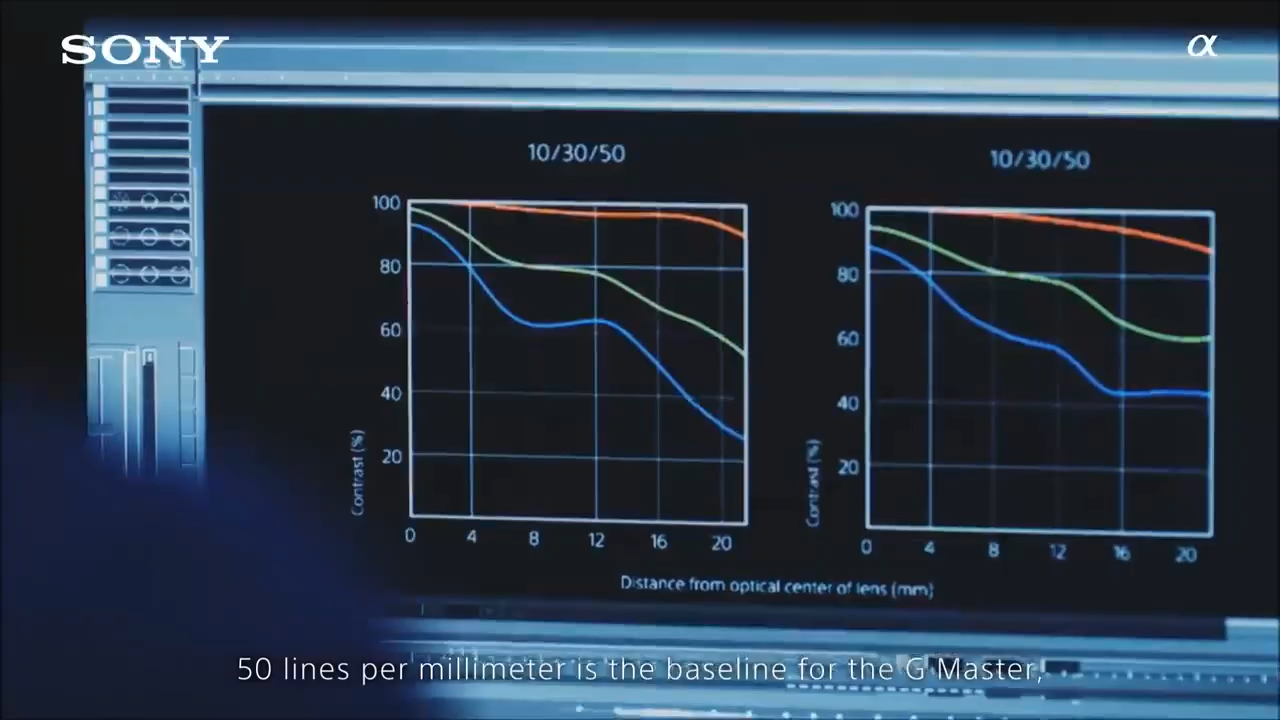 SONY
α
10/30/50
10/30/50
100
80
60
40
20
Contrast (%)
0 4 8 12 16 20
100
80
60
40
20
Contrast (%)
0 4 8 12 16 20
Distance from optical center of lens (mm)
50 lines per millimeter is the baseline for the G Master,